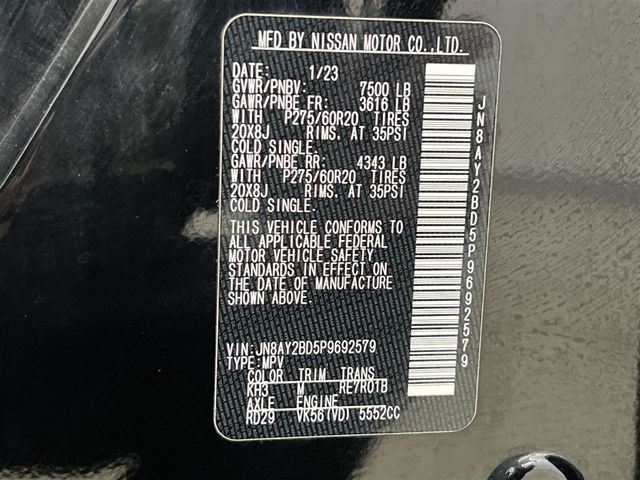 MFD BY NISSAN MOTOR CO.,LTD.
DATE: 1/23
GVWR/PNBV: 7500 LB
GAWR/PNBE FR: 3616 LB
WITH P275/60R20 TIRES
20X8J RIMS. AT 35PSI
COLD SINGLE.
GAWR/PNBE RR: 4343 LB
WITH P275/60R20 TIRES
20X8J RIMS. AT 35PSI
COLD SINGLE.
THIS VEHICLE CONFORMS TO
ALL APPLICABLE FEDERAL
MOTOR VEHICLE SAFETY
STANDARDS IN EFFECT ON
THE DATE OF MANUFACTURE
SHOWN ABOVE.
VIN:JN8AY2BD5P9692579
TYPE:MPV
COLOR TRIM TRANS
KH3 M RE7R01B
AXLE ENGINE
RD29 VK56(VD) 5552CC
JN8AY2BD5P9692579